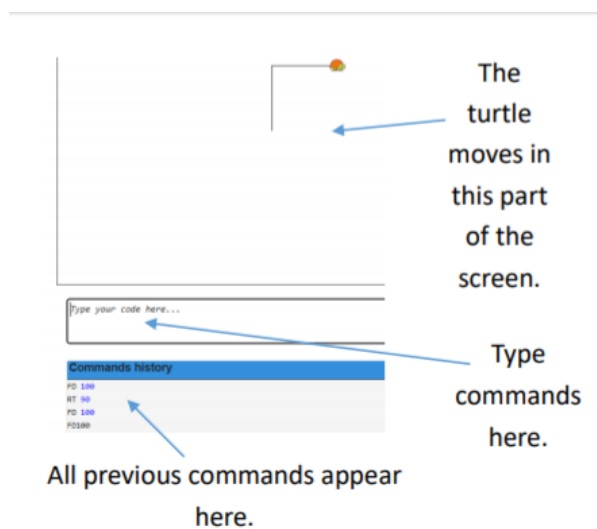 The
turtle
moves in
this part
of the
screen.
Type your code here...
Type
commands
here.
Commands history
FD 100
RT 90
FD 100
FD100
All previous commands appear
here.